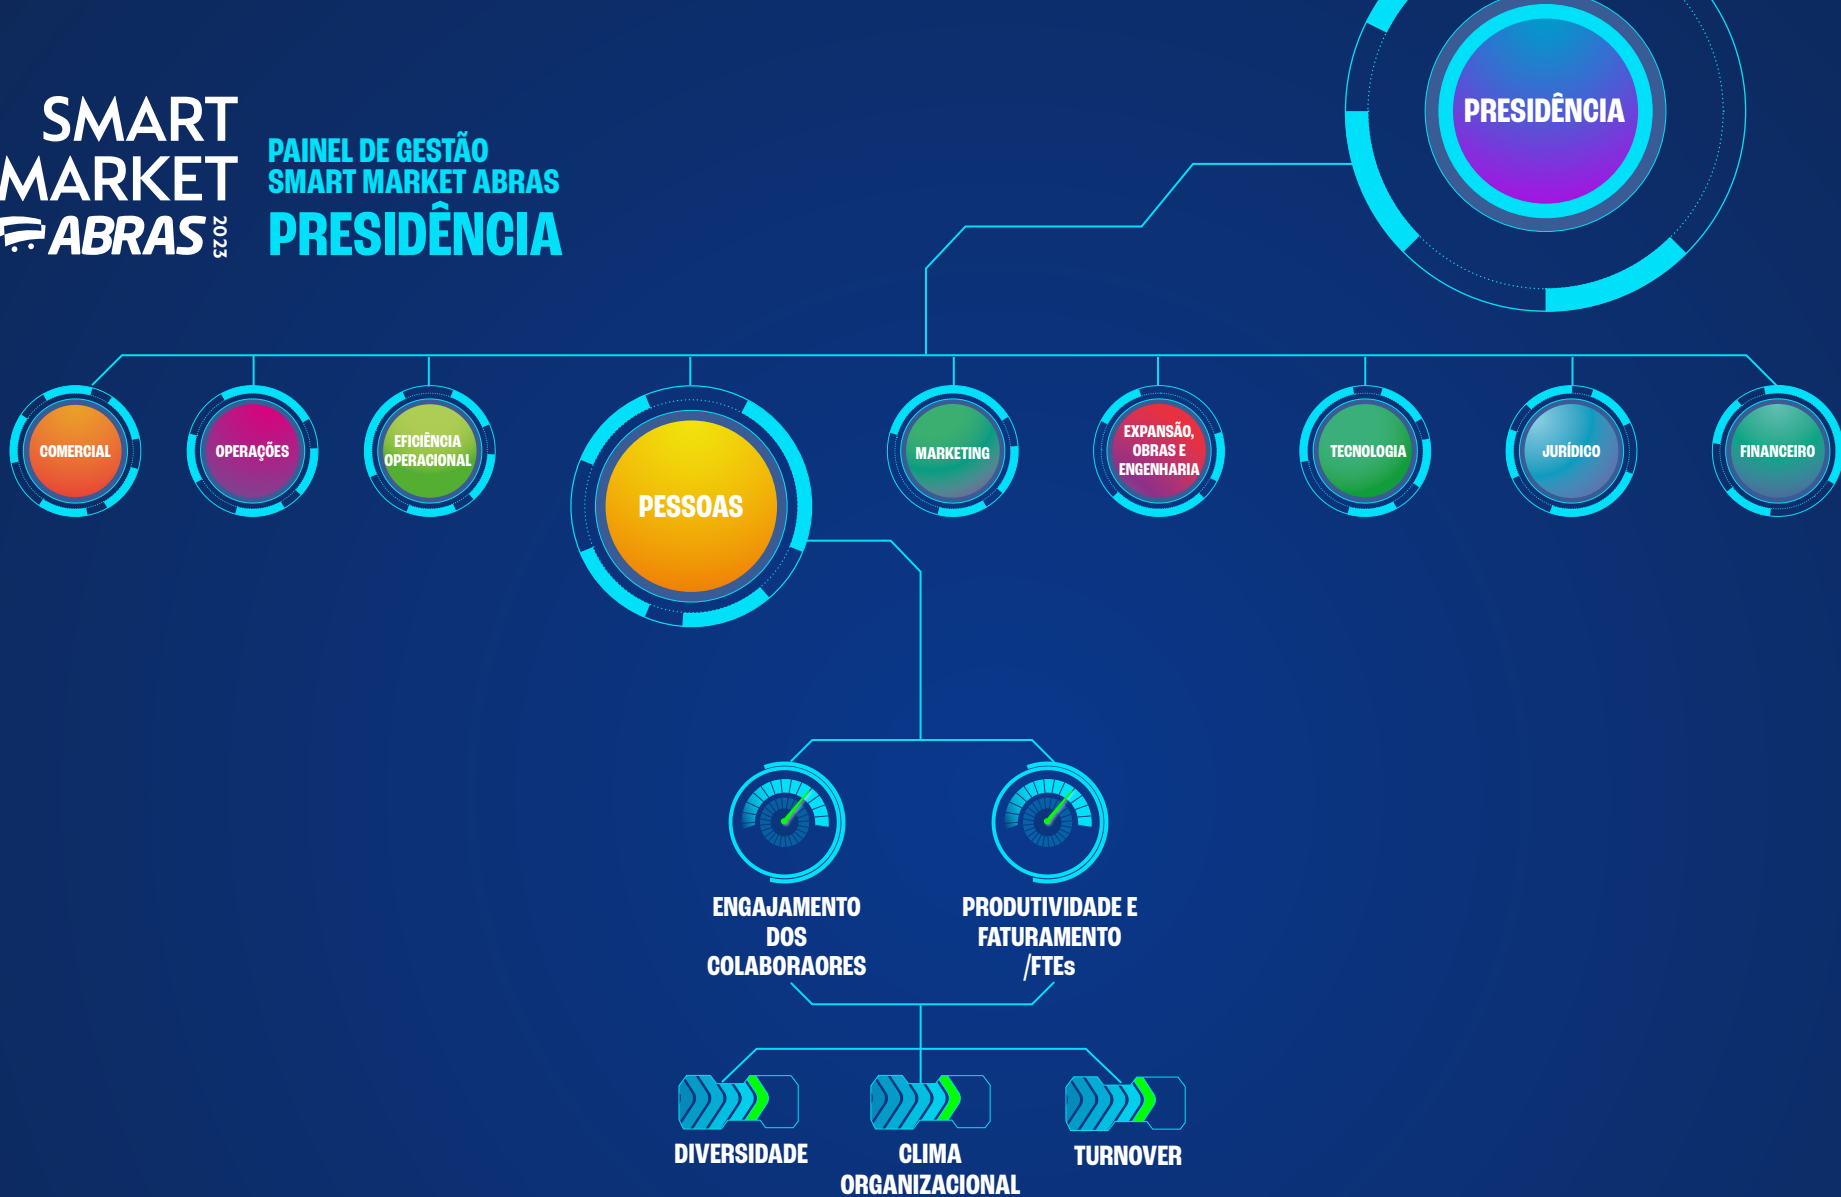 SMART
MARKET
ABRAS 2023
PAINEL DE GESTÃO
SMART MARKET ABRAS
PRESIDÊNCIA
PRESIDÊNCIA
COMERCIAL
OPERAÇÕES
EFICIÊNCIA
OPERACIONAL
PESSOAS
MARKETING
EXPANSÃO,
OBRAS E
ENGENHARIA
TECNOLOGIA
JURÍDICO
FINANCEIRO
ENGAJAMENTO
DOS
COLABORAORES
PRODUTIVIDADE E
FATURAMENTO
/FTEs
DIVERSIDADE
CLIMA
ORGANIZACIONAL
TURNOVER